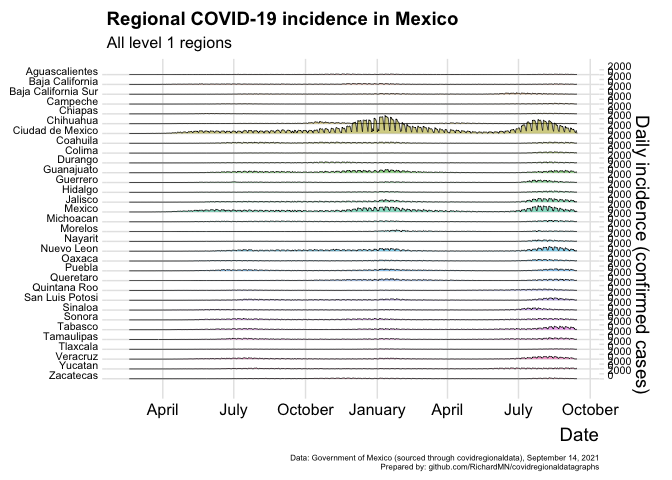 Regional COVID-19 incidence in Mexico
All level 1 regions
Aguascalientes
Baja California
Baja California Sur
Campeche
Chiapas
Chihuahua
Ciudad de Mexico
Coahuila
Colima
Durango
Guanajuato
Guerrero
Hidalgo
Jalisco
Mexico
Michoacan
Morelos
Nayarit
Nuevo Leon
Oaxaca
Puebla
Queretaro
Quintana Roo
San Luis Potosi
Sinaloa
Sonora
Tabasco
Tamaulipas
Tlaxcala
Veracruz
Yucatan
Zacatecas
2000
0
Daily incidence (confirmed cases)
April July October January April July October
Date
Data: Government of Mexico (sourced through covidregionaldata), September 14, 2021
Prepared by: github.com/RichardMN/covidregionaldatagraphs